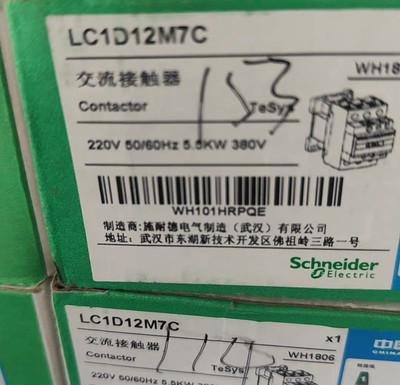 LC1D12M7C
交流接触器
WH180
Contactor
TeSys
153
220V 50/60Hz 5.5KW 380V
WH101HRPQE
制造商: 施耐德电气制造（武汉）有限公司
地址: 武汉市东湖新技术开发区佛祖岭三路一号
Schneider
Electric
LC1D12M7C
x1
交流接触器
WH1806
Contactor
TeSys
114
220V 50/60Hz 5.5KW 380V